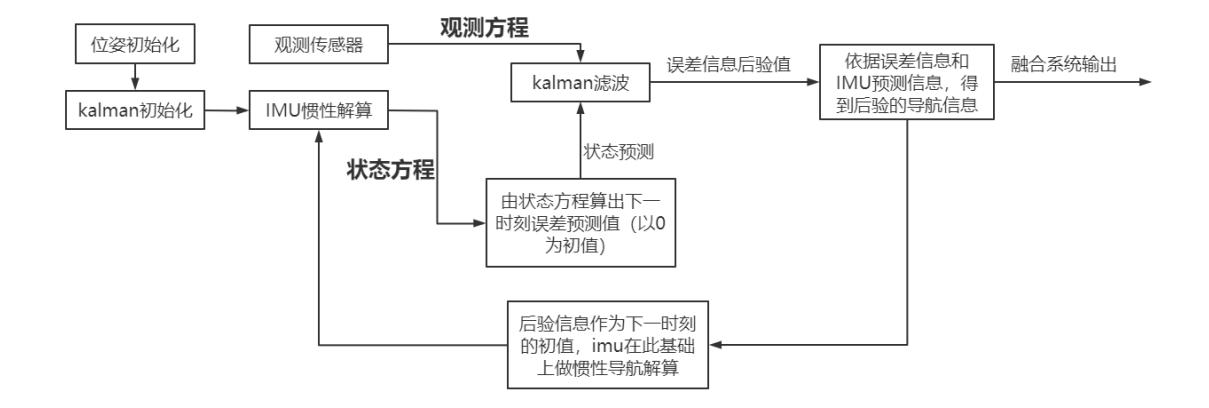 观测方程
位姿初始化
观测传感器
kalman滤波
误差信息后验值
依据误差信息和
IMU预测信息，得
到后验的导航信息
融合系统输出
kalman初始化
IMU惯性解算
状态方程
状态预测
由状态方程算出下一
时刻误差预测值（以0
为初值）
后验信息作为下一时刻
的初值，imu在此基础
上做惯性导航解算